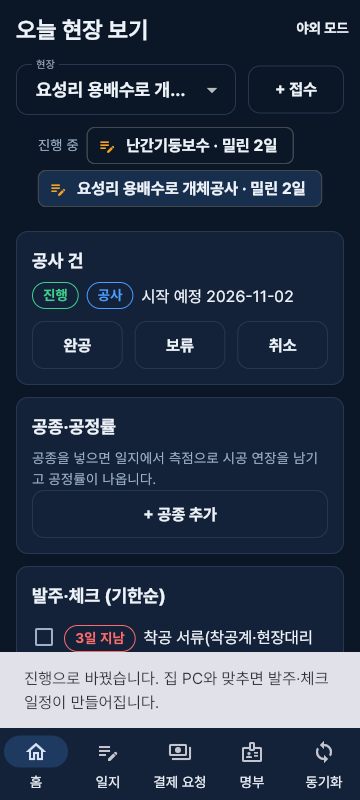 오늘 현장 보기
야외 모드
현장
요성리 용배수로 개...
+ 접수
진행 중
난간기둥보수 · 밀린 2일
요성리 용배수로 개체공사 · 밀린 2일
공사 건
진행
공사
시작 예정 2026-11-02
완공
보류
취소
공종·공정률
공종을 넣으면 일지에서 측점으로 시공 연장을 남기
고 공정률이 나옵니다.
+ 공종 추가
발주·체크 (기한순)
3일 지남
착공 서류(착공계·현장대리
진행으로 바꿨습니다. 집 PC와 맞추면 발주·체크
일정이 만들어집니다.
홈
일지
결제 요청
명부
동기화